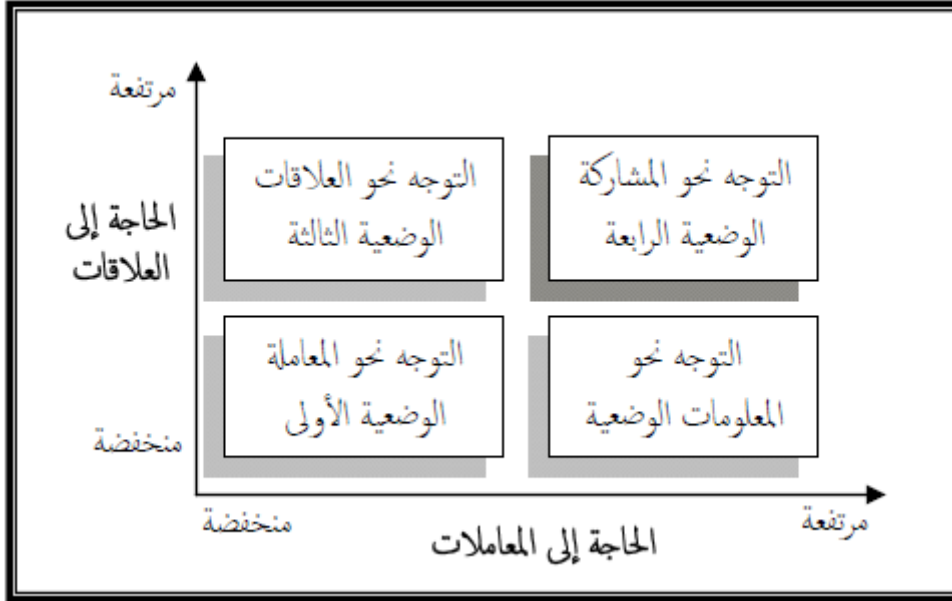 مرتفعة
التوجه نحو المشاركة
الوضعية الرابعة
التوجه نحو العلاقات
الوضعية الثالثة
الحاجة إلى
العلاقات
التوجه نحو
المعلومات الوضعية
التوجه نحو المعاملة
الوضعية الأولى
منخفضة
مرتفعة
منخفضة
الحاجة إلى المعاملات